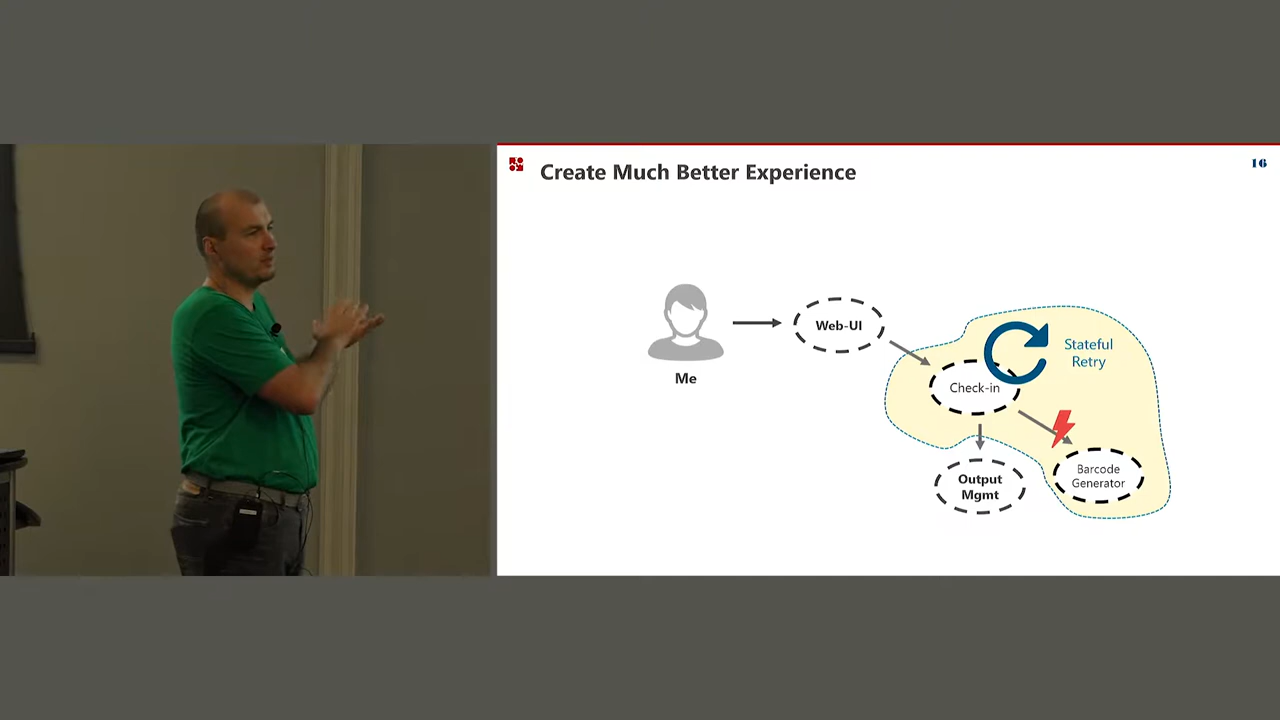 Create Much Better Experience
16
Me
Web-UI
Check-in
Stateful
Retry
Output
Mgmt
Barcode
Generator